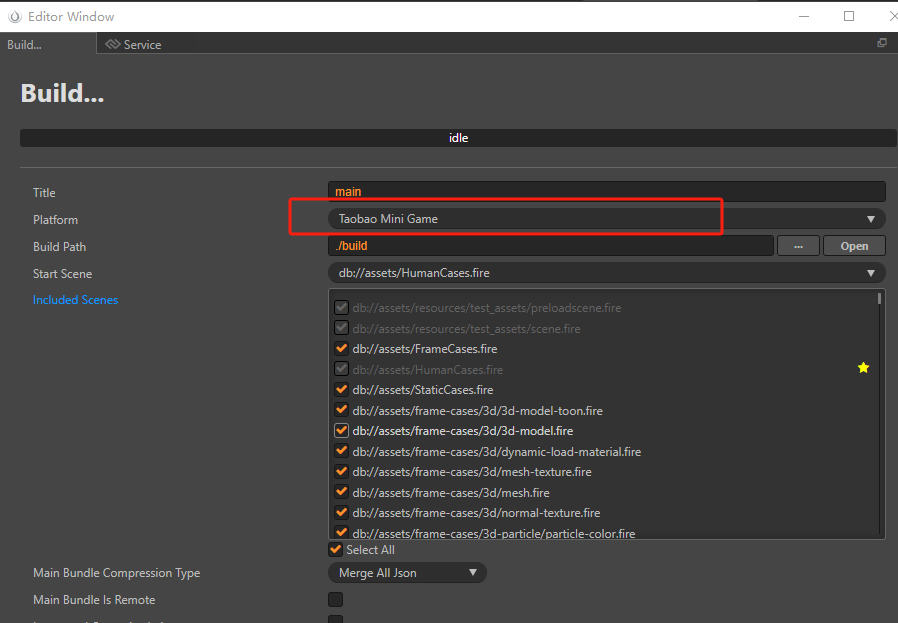 Editor Window
Build... Service
Build...
idle
Title main
Platform Taobao Mini Game
Build Path ./build ... Open
Start Scene db://assets/HumanCases.fire
Included Scenes
db://assets/resources/test_assets/preloadscene.fire
db://assets/resources/test_assets/scene.fire
db://assets/FrameCases.fire
db://assets/HumanCases.fire
db://assets/StaticCases.fire
db://assets/frame-cases/3d/3d-model-toon.fire
db://assets/frame-cases/3d/3d-model.fire
db://assets/frame-cases/3d/dynamic-load-material.fire
db://assets/frame-cases/3d/mesh-texture.fire
db://assets/frame-cases/3d/mesh.fire
db://assets/frame-cases/3d/normal-texture.fire
db://assets/frame-cases/3d-particle/particle-color.fire
Select All
Main Bundle Compression Type Merge All Json
Main Bundle Is Remote